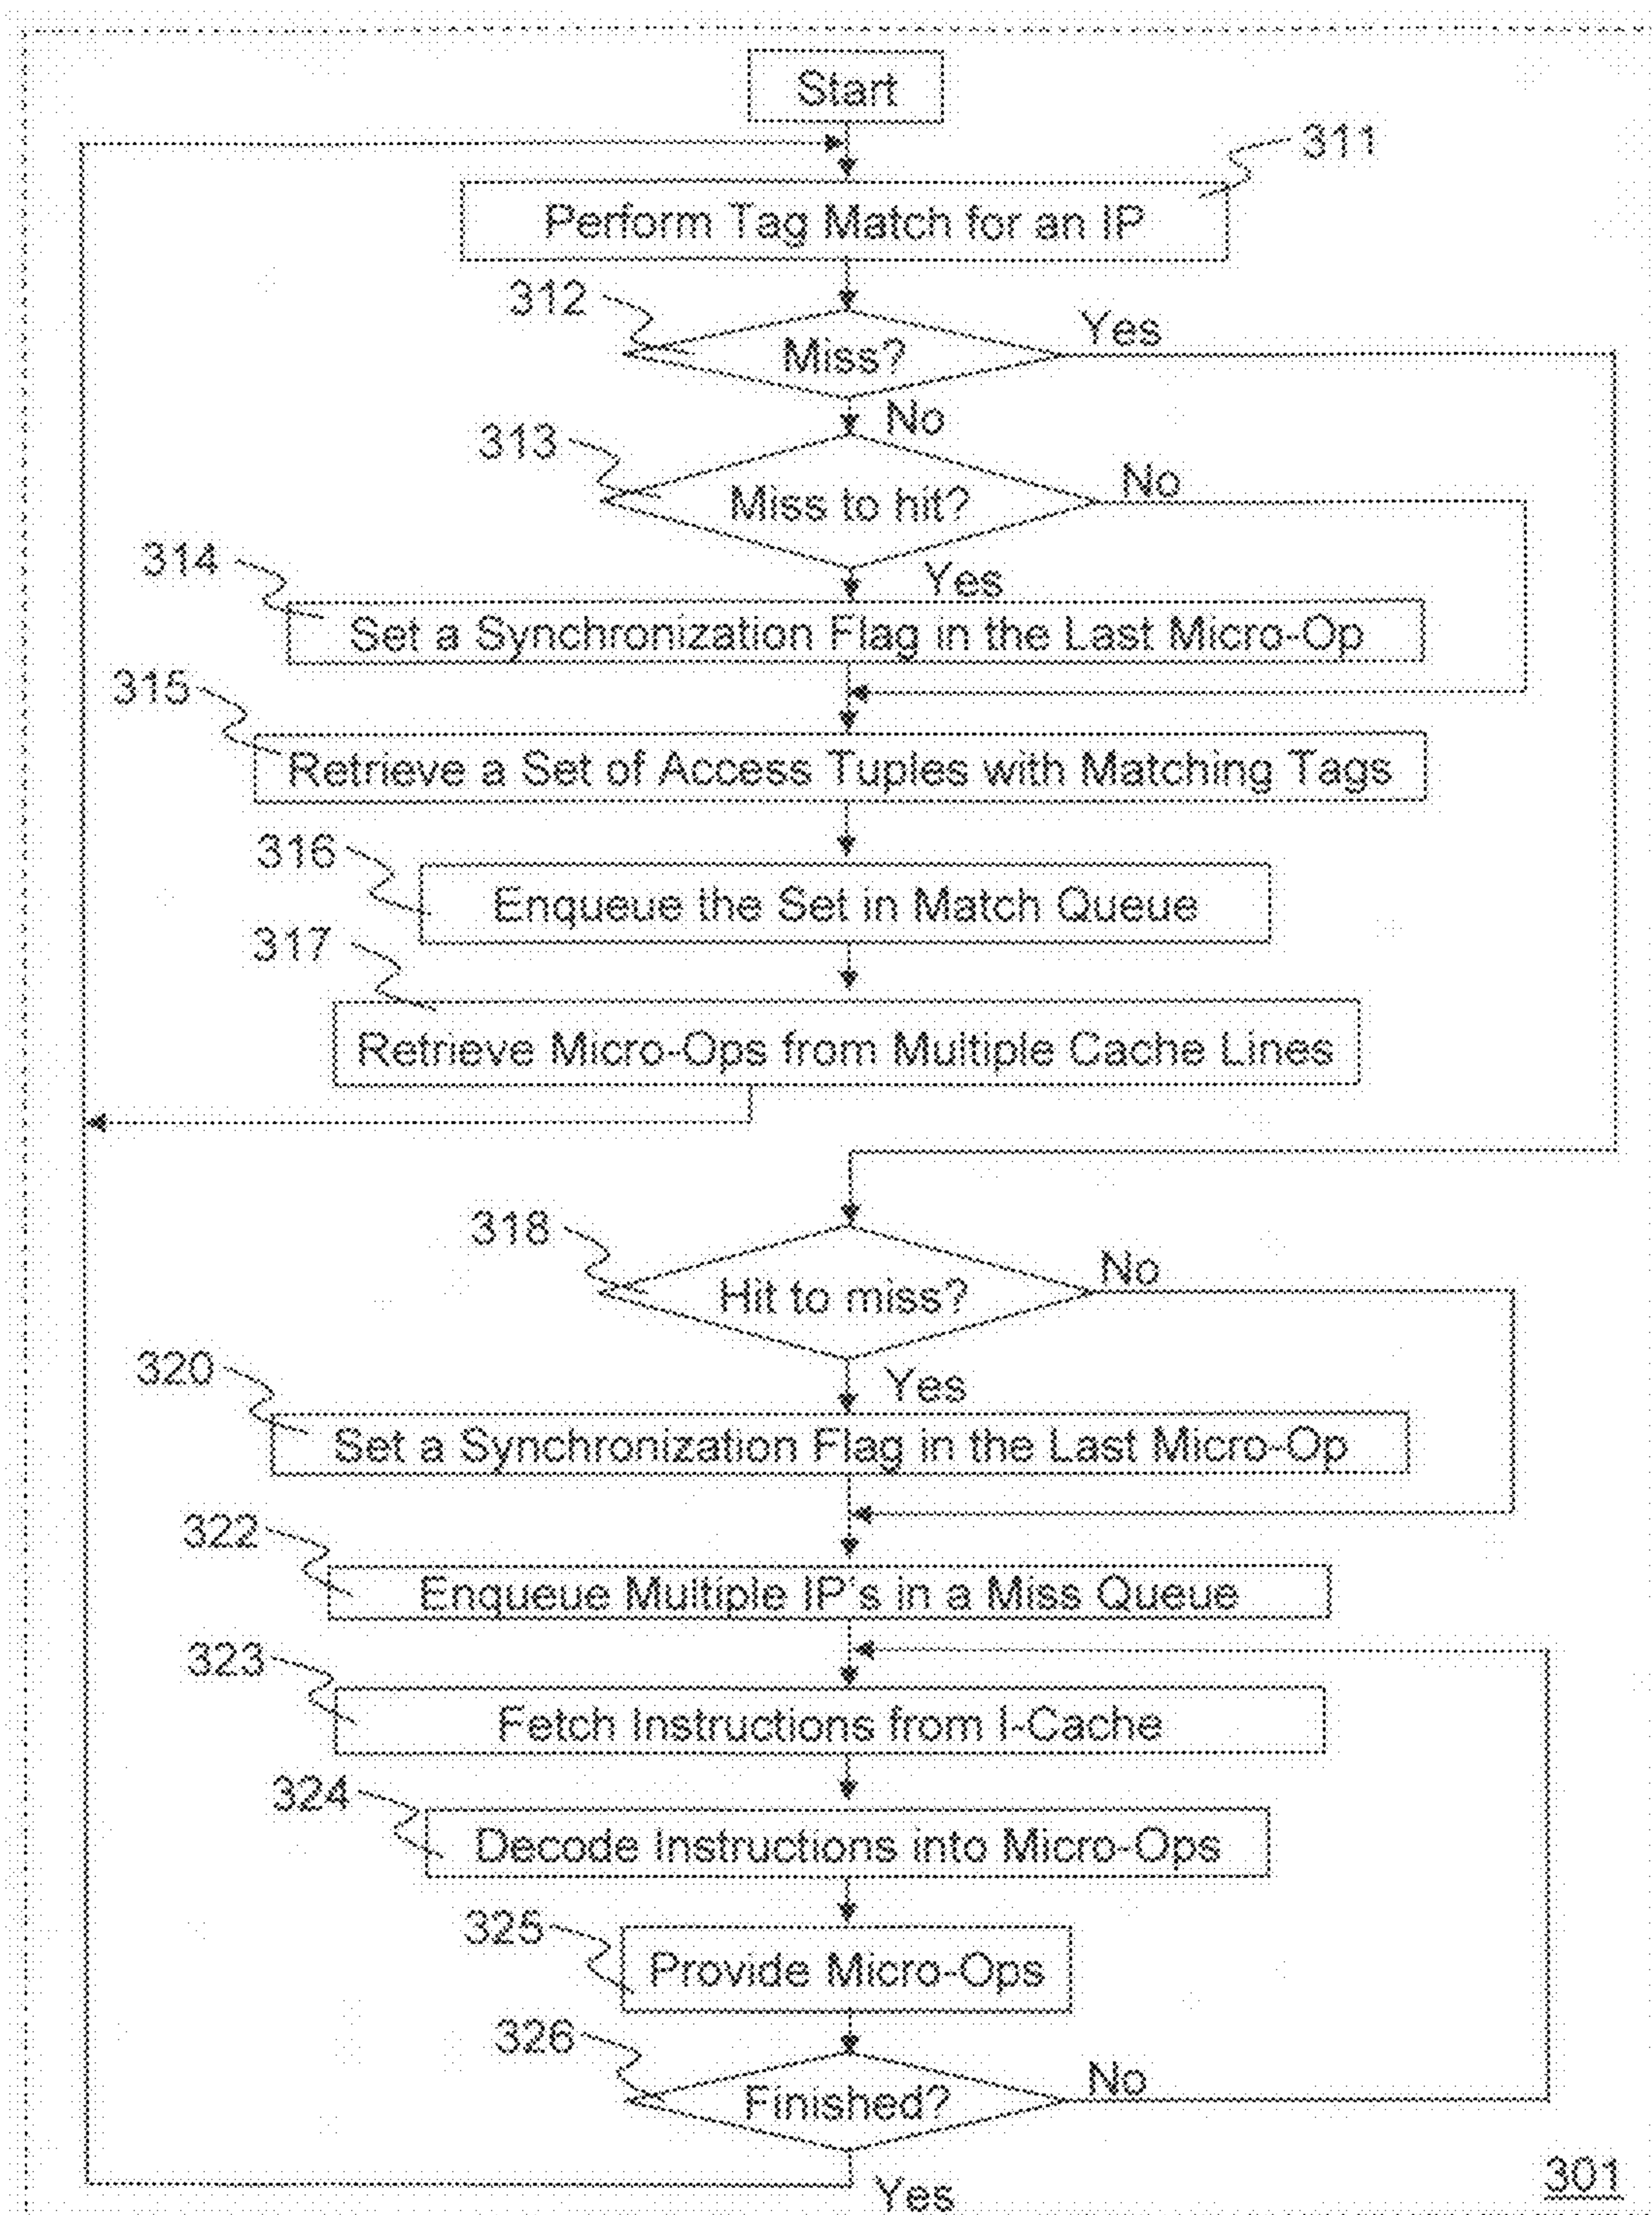 Start
311
Perform Tag Match for an IP
312
Miss?
Yes
No
313
Miss to hit?
No
314
Yes
Set a Synchronization Flag in the Last Micro-Op
315
Retrieve a Set of Access Tuples with Matching Tags
316
Enqueue the Set in Match Queue
317
Retrieve Micro-Ops from Multiple Cache Lines
318
Hit to miss?
No
320
Yes
Set a Synchronization Flag in the Last Micro-Op
322
Enqueue Multiple IP's in a Miss Queue
323
Fetch Instructions from I-Cache
324
Decode Instructions into Micro-Ops
325
Provide Micro-Ops
326
Finished?
No
Yes
301